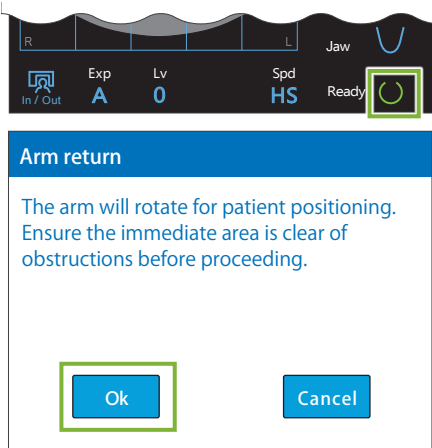 R L Jaw
Exp Lv Spd
In / Out A 0 HS Ready
Arm return
The arm will rotate for patient positioning.
Ensure the immediate area is clear of
obstructions before proceeding.
Ok Cancel